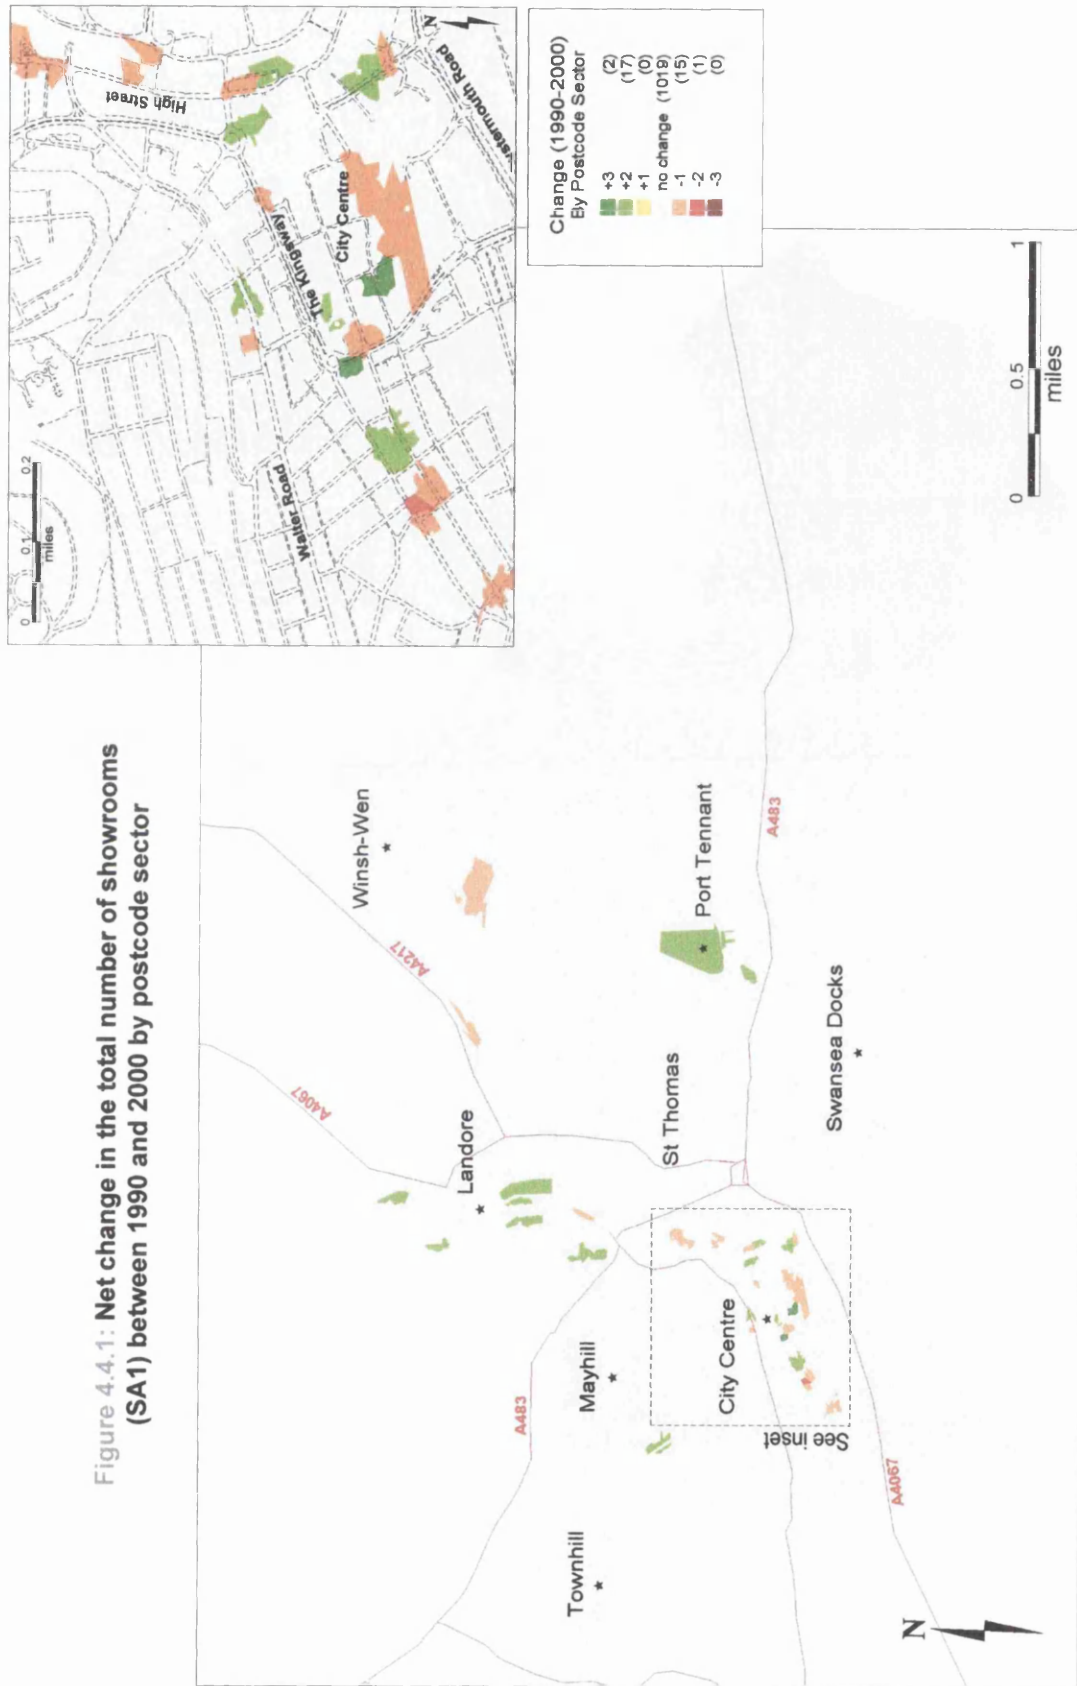 Figure 4.4.1: Net change in the total number of showrooms
(SA1) between 1990 and 2000 by postcode sector
0 0.1 0.2
miles
N
High Street
The Kingsway
City Centre
Walter Road
ystermouth Road
Change (1990-2000)
By Postcode Sector
+3 (2)
+2 (17)
+1 (0)
no change (1019)
-1 (15)
-2 (1)
-3 (0)
A4067
A4217
Winsh-Wen
Landore
A483
Mayhill
Townhill
St Thomas
Port Tennant
City Centre
See inset
A483
Swansea Docks
A4067
N
0 0.5 1
miles